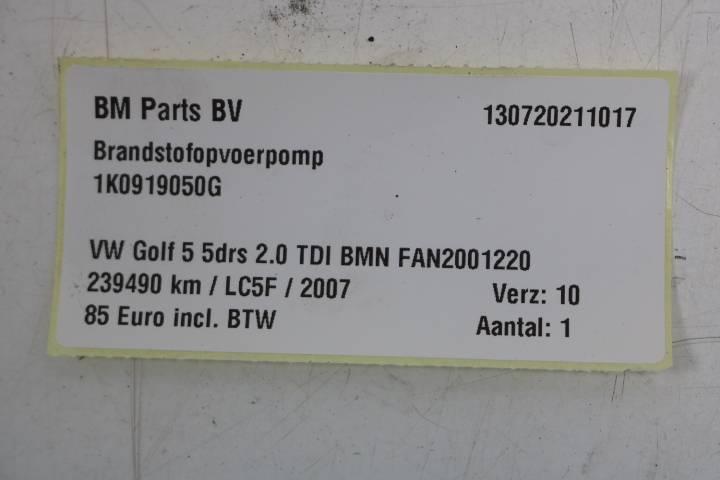 BM Parts BV 130720211017
Brandstofopvoerpomp
1K0919050G
VW Golf 5 5drs 2.0 TDI BMN FAN2001220
239490 km / LC5F / 2007 Verz: 10
85 Euro incl. BTW Aantal: 1